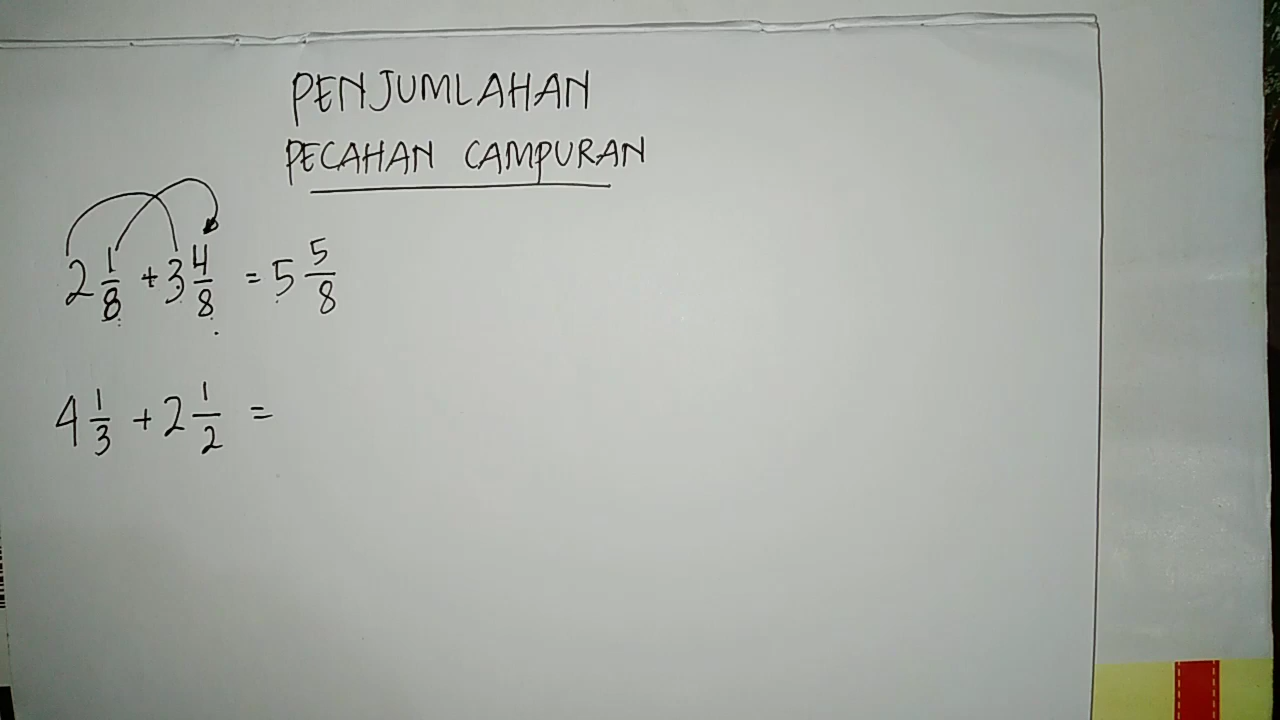 PENJUMLAHAN
PECAHAN CAMPURAN
2 1/8 + 3 4/8 = 5 5/8
4 1/3 + 2 1/2 =